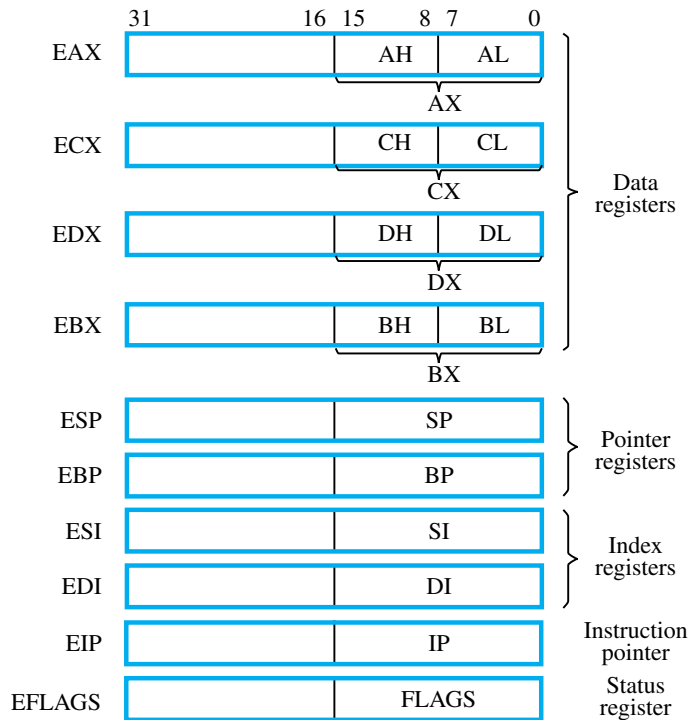 31 16 15 8 7 0
EAX AH AL
AX
ECX CH CL
CX
Data
registers
EDX DH DL
DX
EBX BH BL
BX
ESP SP
EBP BP
Pointer
registers
ESI SI
EDI DI
Index
registers
EIP IP
Instruction
pointer
EFLAGS FLAGS
Status
register